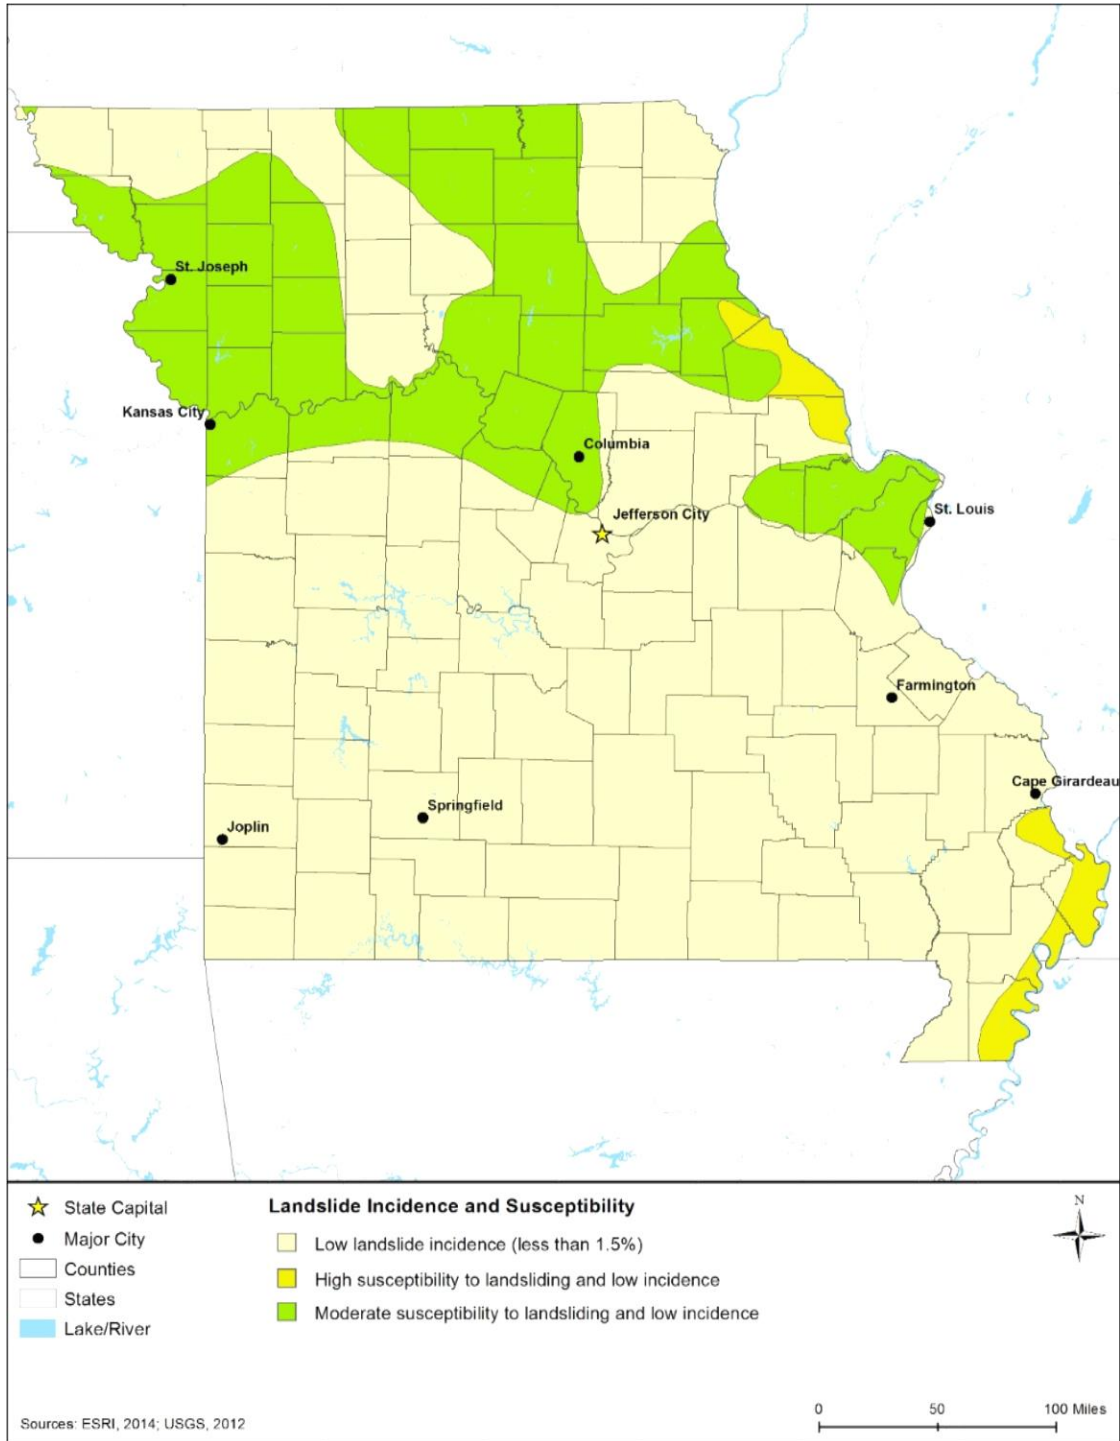 St. Joseph
Kansas City
Columbia
Jefferson City
St. Louis
Farmington
Cape Girardeau
Springfield
Joplin
State Capital
Major City
Counties
States
Lake/River
Landslide Incidence and Susceptibility
Low landslide incidence (less than 1.5%)
High susceptibility to landsliding and low incidence
Moderate susceptibility to landsliding and low incidence
N
Sources: ESRI, 2014; USGS, 2012
0 50 100 Miles